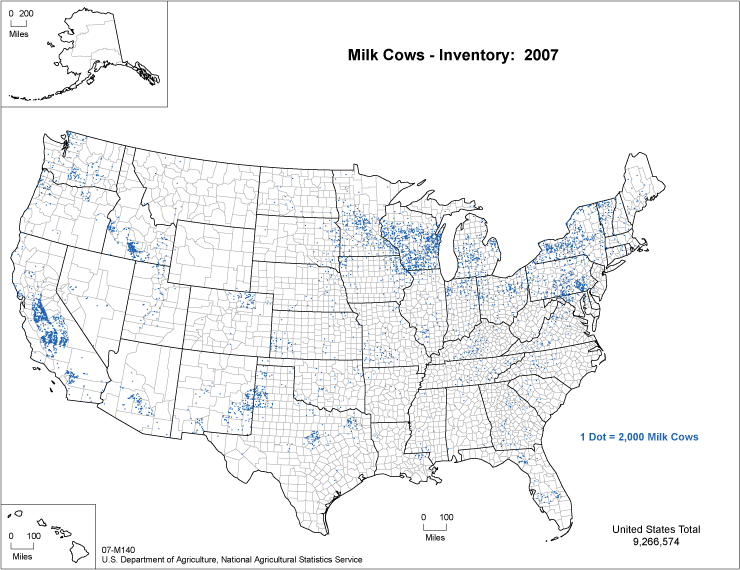 0 200
Miles
Milk Cows - Inventory: 2007
1 Dot = 2,000 Milk Cows
0 100
Miles
United States Total
9,266,574
0 100
Miles
07-M140
U.S. Department of Agriculture, National Agricultural Statistics Service